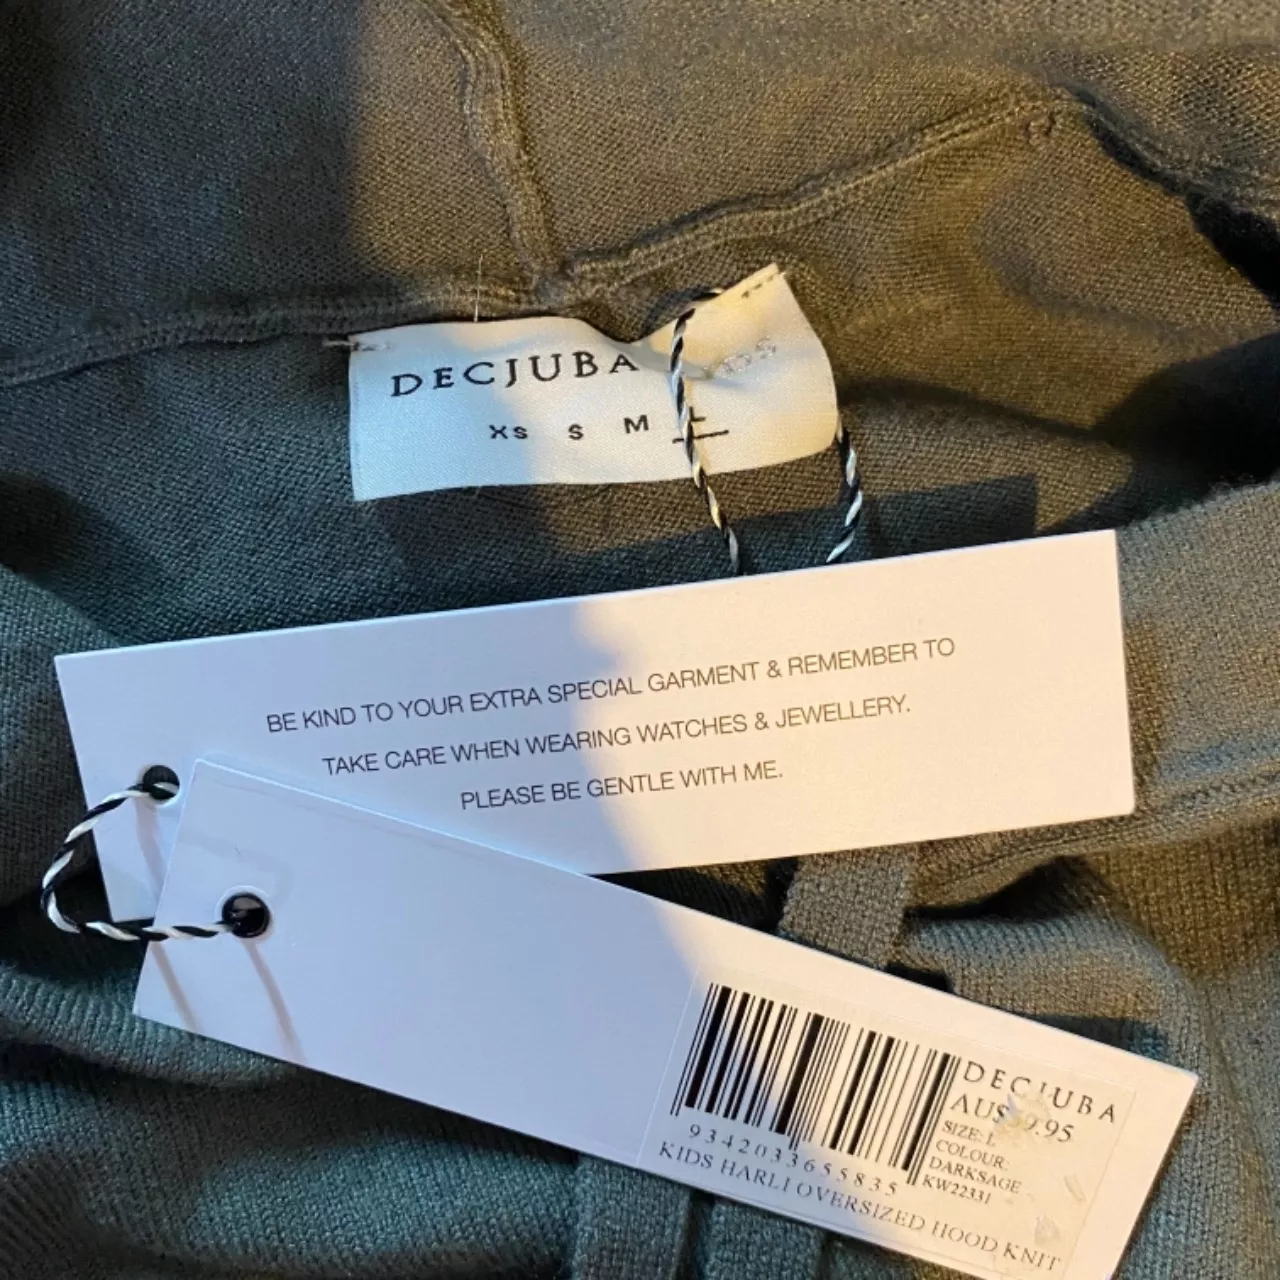 DECJUBA
XS S M L
BE KIND TO YOUR EXTRA SPECIAL GARMENT & REMEMBER TO
TAKE CARE WHEN WEARING WATCHES & JEWELLERY.
PLEASE BE GENTLE WITH ME.
DECJUBA
SIZE: L
COLOUR:
DARKSAGE
KW22331
9342033655835
KIDS HARLI OVERSIZED HOOD KNIT